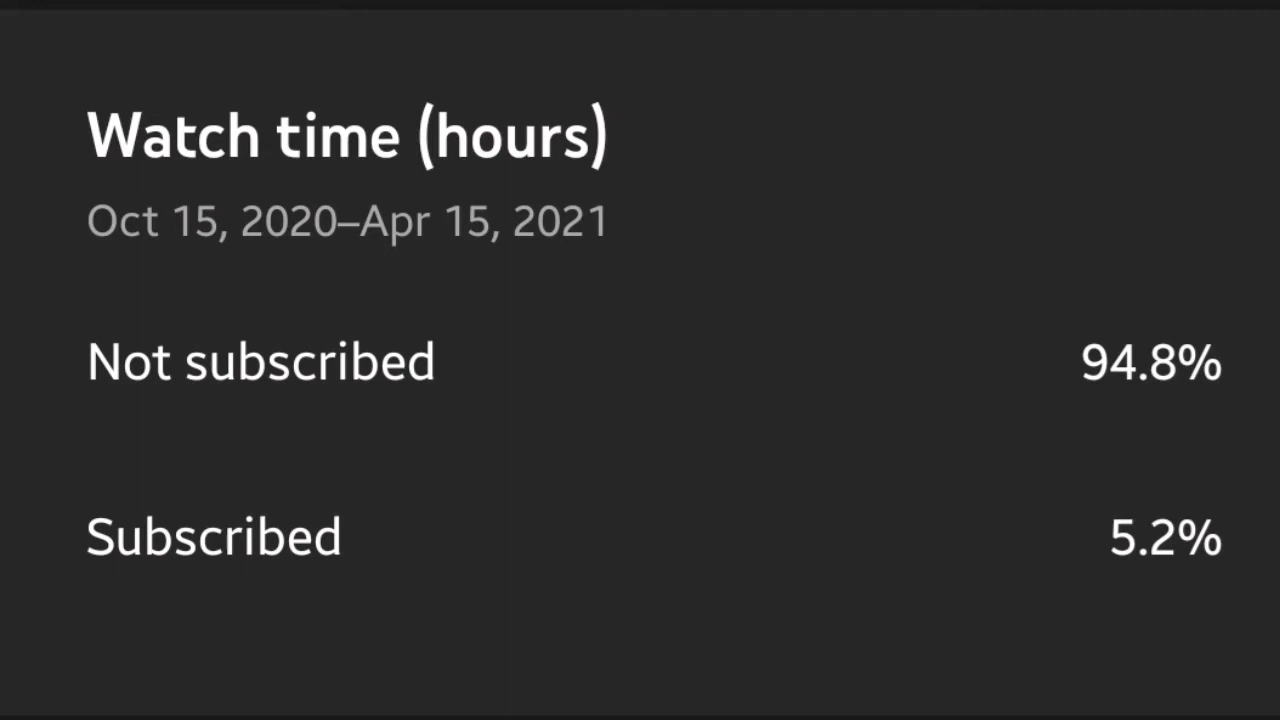 Watch time (hours)
Oct 15, 2020–Apr 15, 2021
Not subscribed 94.8%
Subscribed 5.2%